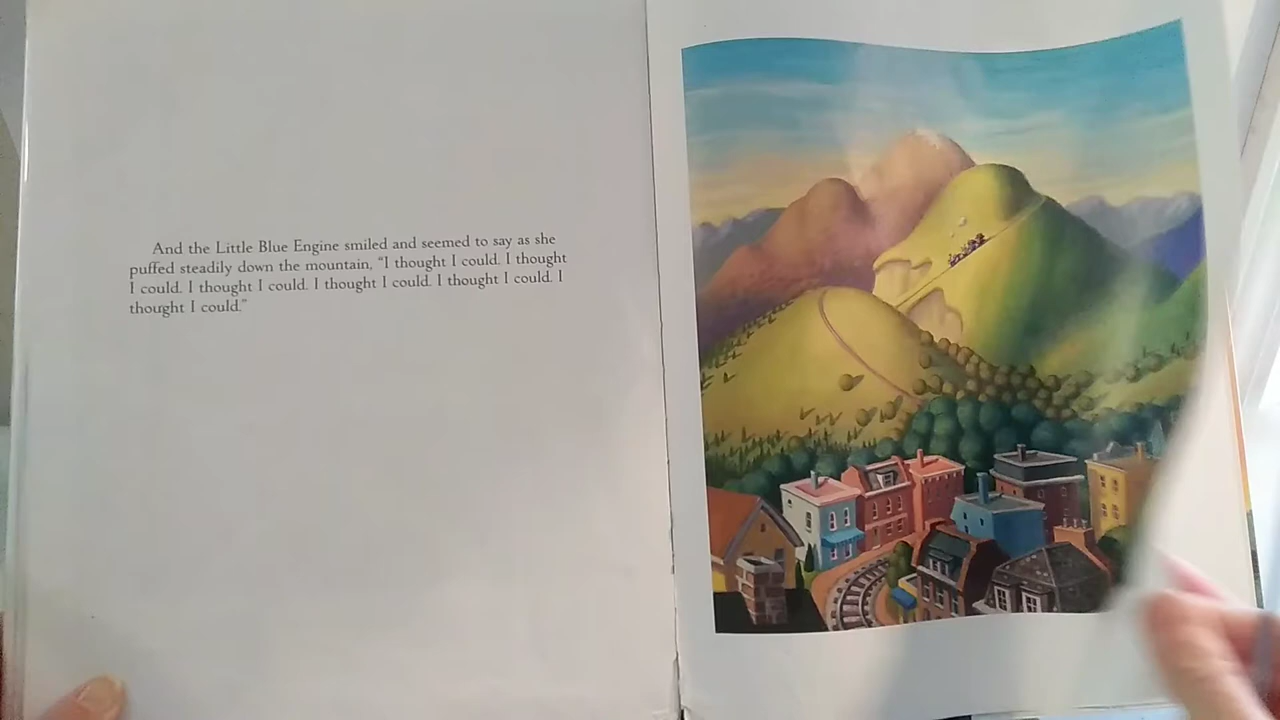 And the Little Blue Engine smiled and seemed to say as she
puffed steadily down the mountain, “I thought I could. I thought
I could. I thought I could. I thought I could. I thought I could. I
thought I could.”